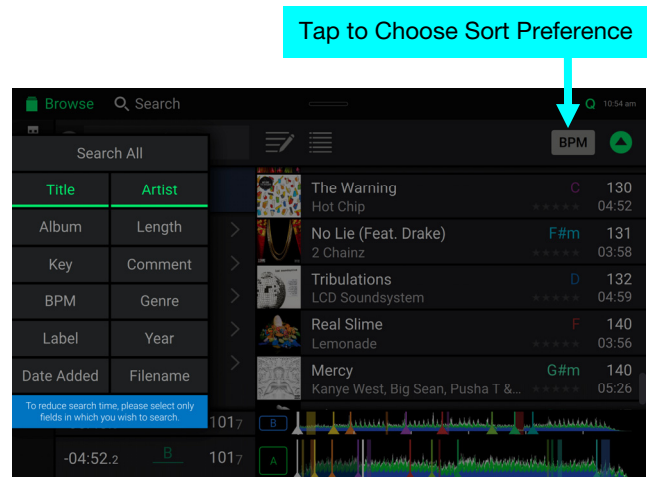 Tap to Choose Sort Preference
Browse
Search
Q
10:54 am
BPM
Search All
Title
Artist
Album
Length
Key
Comment
BPM
Genre
Label
Year
Date Added
Filename
To reduce search time, please select only
fields in which you wish to search.
The Warning
C
130
Hot Chip
04:52
No Lie (Feat. Drake)
F#m
131
2 Chainz
03:58
Tribulations
D
132
LCD Soundsystem
04:59
Real Slime
F
140
Lemonade
03:56
Mercy
G#m
140
Kanye West, Big Sean, Pusha T &...
05:26
1017
B
-04:52.2
B
1017
A